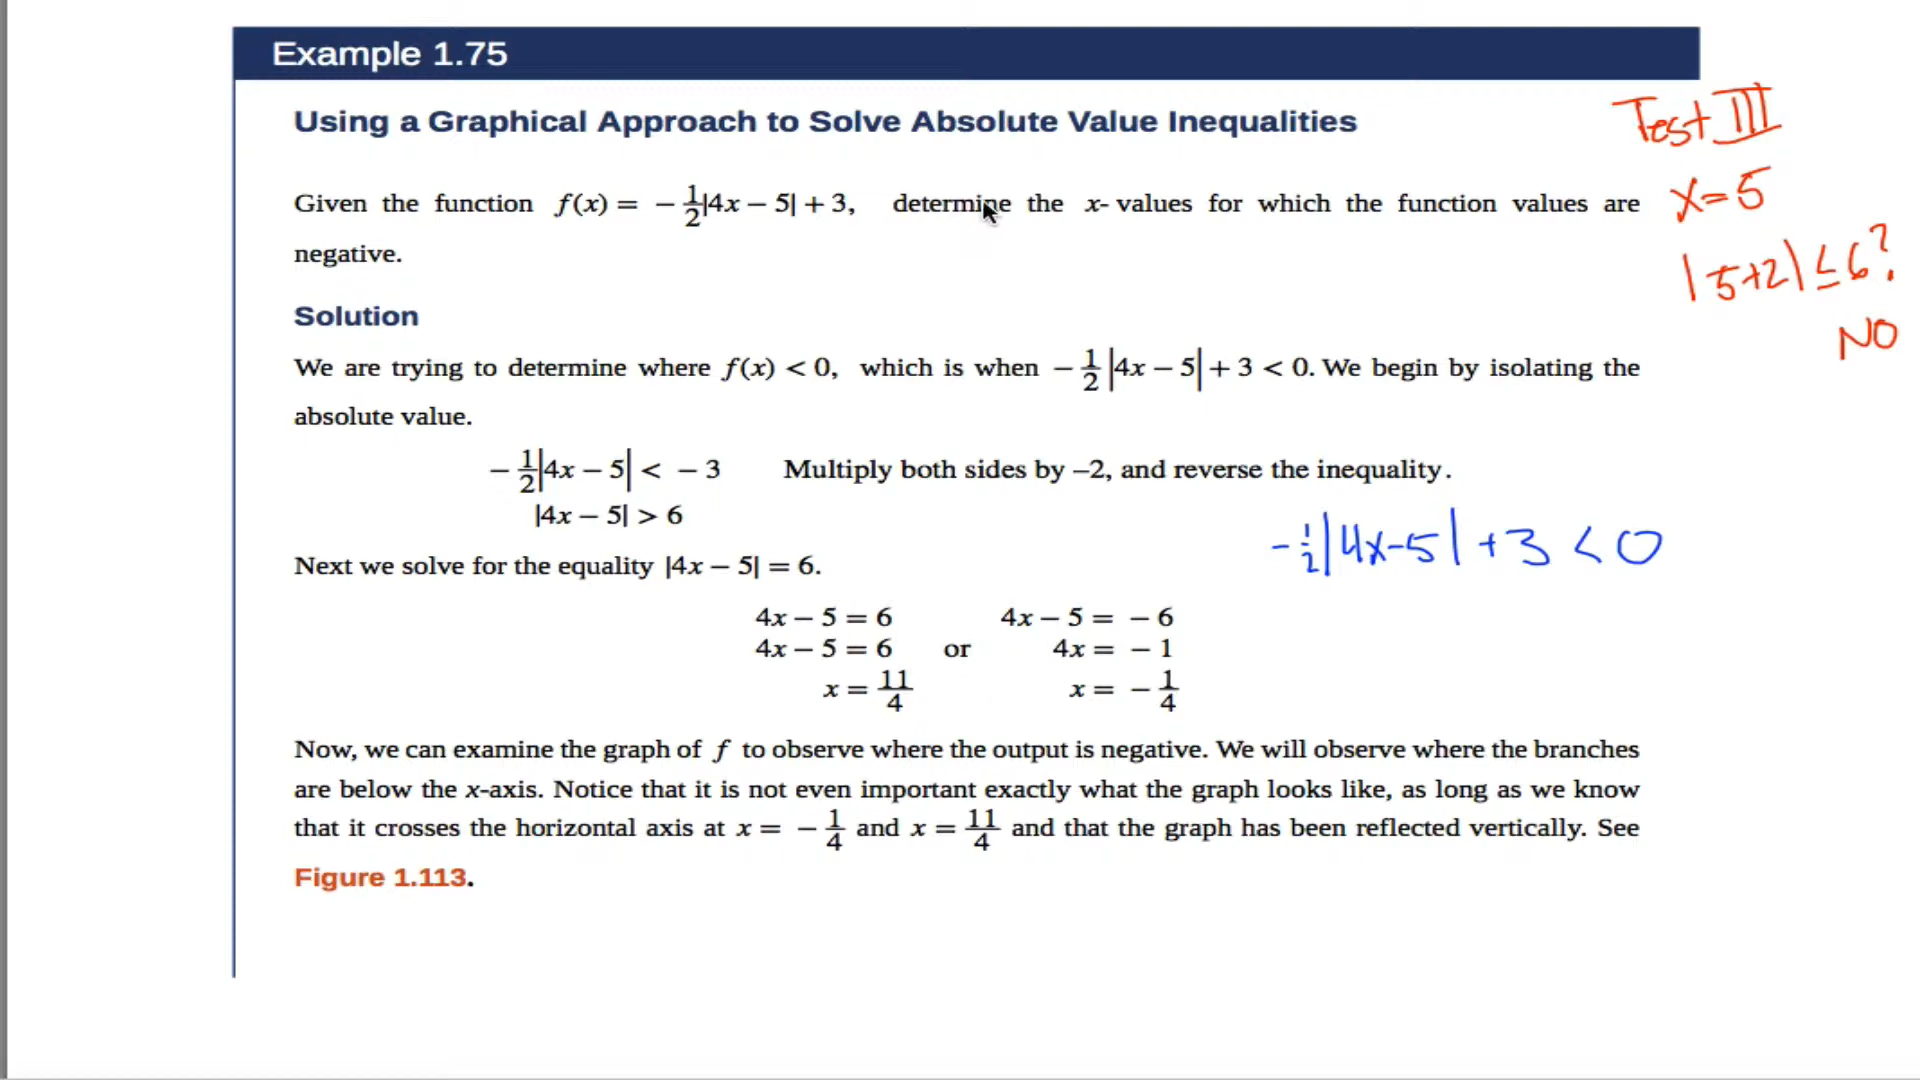 Example 1.75
Using a Graphical Approach to Solve Absolute Value Inequalities
Test III
Given the function f(x) = − 1/2|4x − 5| + 3, determine the x- values for which the function values are
x=5
negative.
|5+2| ≤ 6?
Solution
NO
We are trying to determine where f(x) < 0, which is when − 1/2 |4x − 5| + 3 < 0. We begin by isolating the
absolute value.
− 1/2|4x − 5| < − 3 Multiply both sides by –2, and reverse the inequality.
|4x − 5| > 6
-1/2|4x-5| +3 < 0
Next we solve for the equality |4x − 5| = 6.
4x − 5 = 6 4x − 5 = − 6
4x − 5 = 6 or 4x = − 1
x = 11/4 x = − 1/4
Now, we can examine the graph of f to observe where the output is negative. We will observe where the branches
are below the x-axis. Notice that it is not even important exactly what the graph looks like, as long as we know
that it crosses the horizontal axis at x = − 1/4 and x = 11/4 and that the graph has been reflected vertically. See
Figure 1.113.